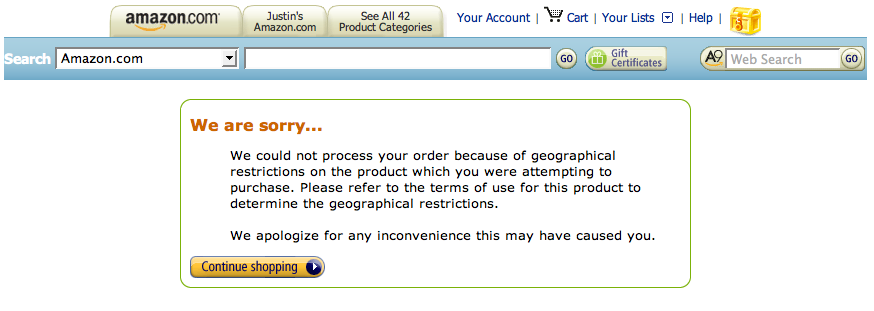 amazon.com
Justin's
Amazon.com
See All 42
Product Categories
Your Account | Cart | Your Lists | Help |
Search Amazon.com GO Gift
Certificates
A9 Web Search GO
We are sorry...
We could not process your order because of geographical
restrictions on the product which you were attempting to
purchase. Please refer to the terms of use for this product to
determine the geographical restrictions.
We apologize for any inconvenience this may have caused you.
Continue shopping